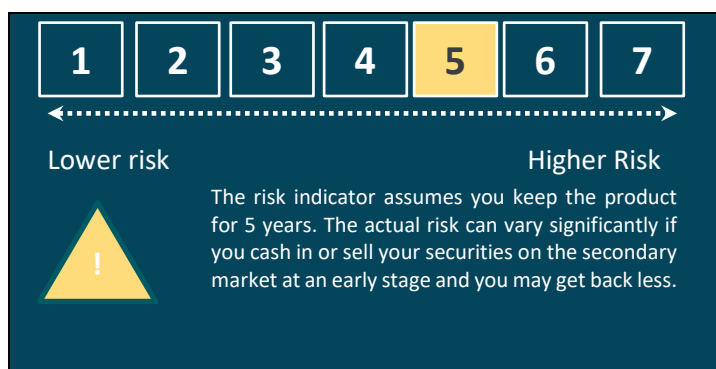 1 2 3 4 5 6 7
Lower risk Higher Risk
The risk indicator assumes you keep the product
for 5 years. The actual risk can vary significantly if
you cash in or sell your securities on the secondary
market at an early stage and you may get back less.
!